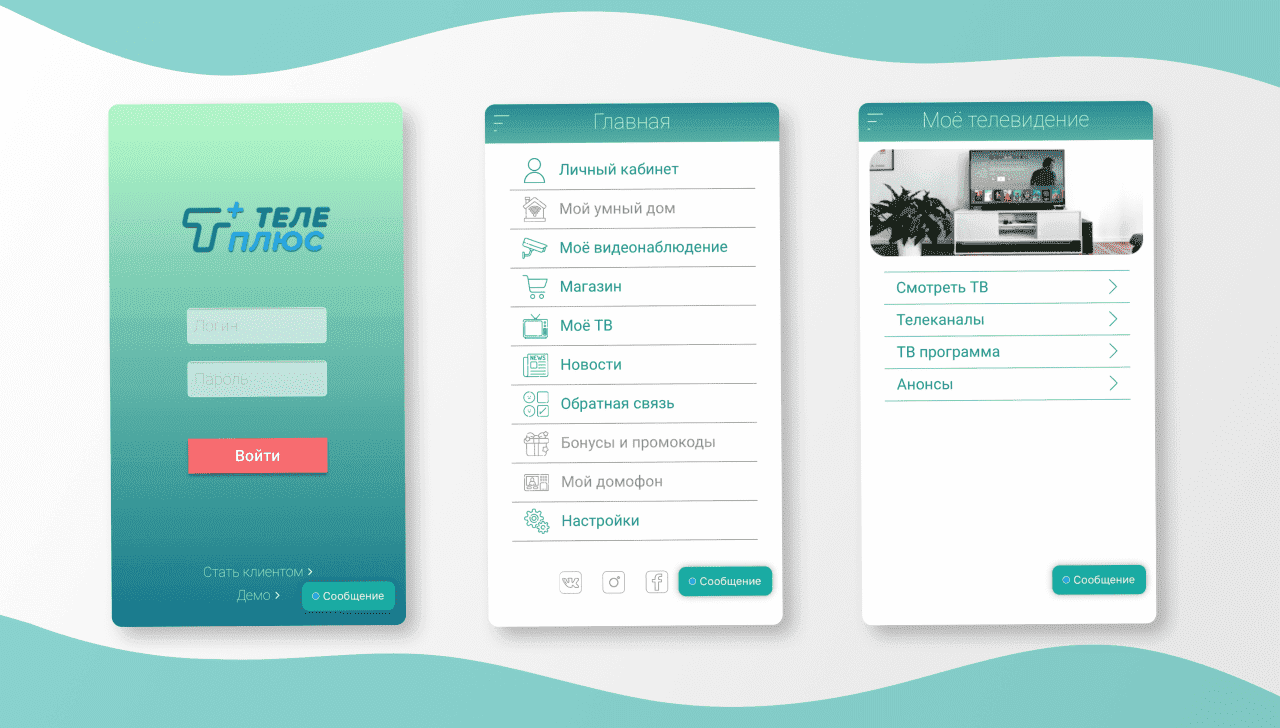 ТЕЛЕ
ПЛЮС
Логин
Пароль
Войти
Стать клиентом
Демо
Сообщение
Главная
Личный кабинет
Мой умный дом
Моё видеонаблюдение
Магазин
Моё ТВ
NEWS
Новости
Обратная связь
Бонусы и промокоды
Мой домофон
Настройки
Сообщение
Моё телевидение
Смотреть ТВ
Телеканалы
ТВ программа
Анонсы
Сообщение